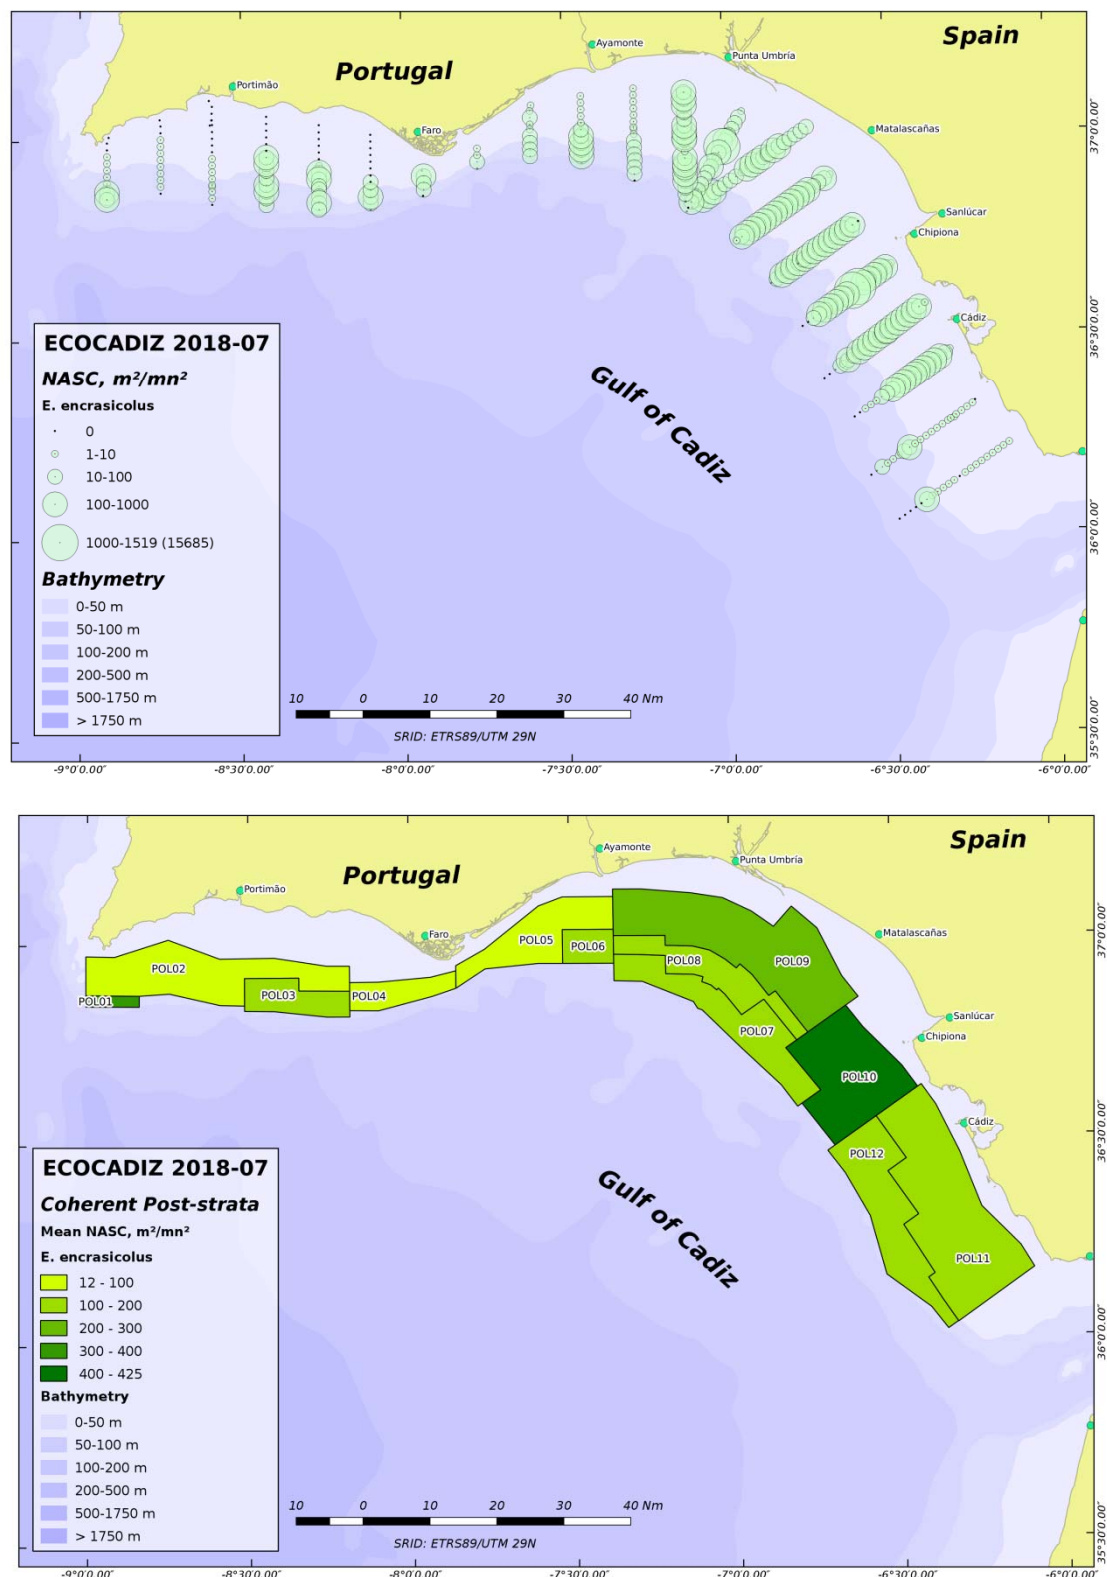 Spain
Portugal
Ayamonte
Punta Umbría
Portimão
Faro
Matalascañas
Sanlúcar
Chipiona
Cádiz
Gulf of Cadiz
ECOCADIZ 2018-07
NASC, m²/mn²
E. encrasicolus
0
1-10
10-100
100-1000
1000-1519 (15685)
Bathymetry
0-50 m
50-100 m
100-200 m
200-500 m
500-1750 m
> 1750 m
10 0 10 20 30 40 Nm
SRID: ETRS89/UTM 29N
37°0'0.00"
36°30'0.00"
36°0'0.00"
35°30'0.00"
-9°0'0.00" -8°30'0.00" -8°0'0.00" -7°30'0.00" -7°0'0.00" -6°30'0.00" -6°0'0.00"
Spain
Portugal
Ayamonte
Punta Umbría
Portimão
Faro
Matalascañas
Sanlúcar
Chipiona
Cádiz
POL01
POL02
POL03
POL04
POL05
POL06
POL08
POL09
POL07
POL10
POL12
POL11
Gulf of Cadiz
ECOCADIZ 2018-07
Coherent Post-strata
Mean NASC, m²/mn²
E. encrasicolus
12 - 100
100 - 200
200 - 300
300 - 400
400 - 425
Bathymetry
0-50 m
50-100 m
100-200 m
200-500 m
500-1750 m
> 1750 m
10 0 10 20 30 40 Nm
SRID: ETRS89/UTM 29N
37°0'0.00"
36°30'0.00"
36°0'0.00"
35°30'0.00"
-9°0'0.00" -8°30'0.00" -8°0'0.00" -7°30'0.00" -7°0'0.00" -6°30'0.00" -6°0'0.00"